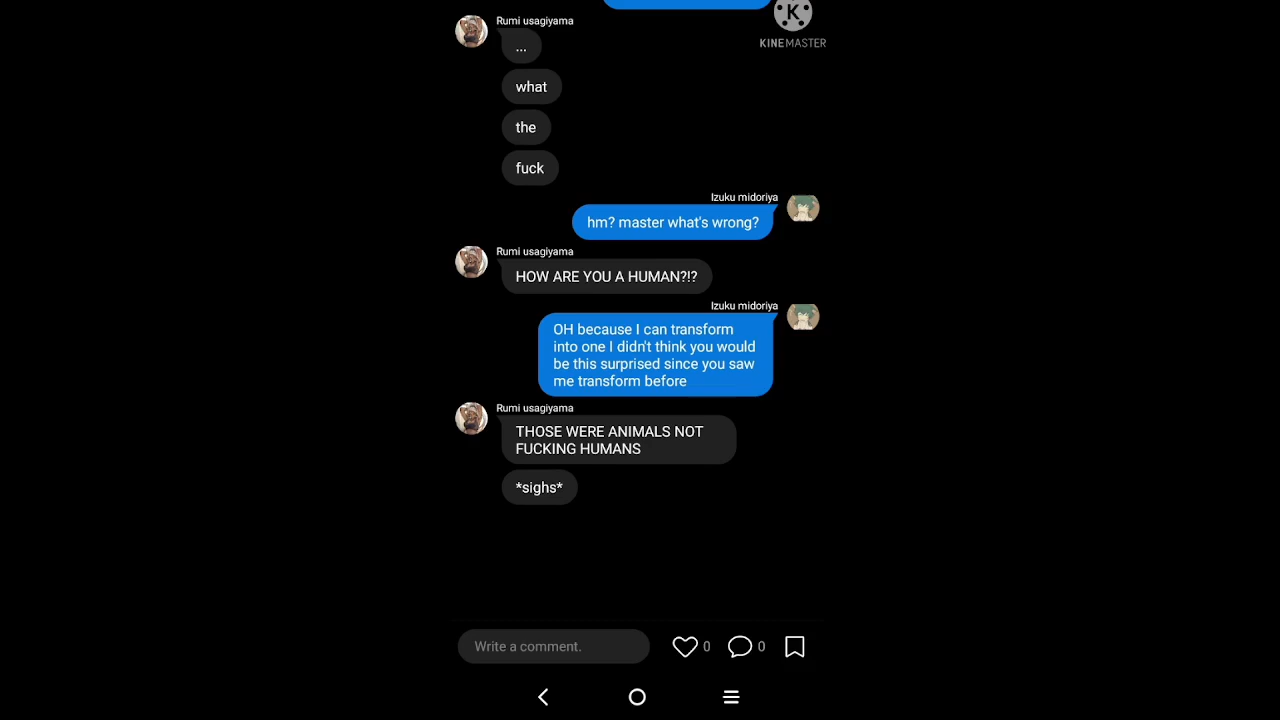 Rumi usagiyama
K
KINEMASTER
...
what
the
fuck
Izuku midoriya
hm? master what's wrong?
Rumi usagiyama
HOW ARE YOU A HUMAN?!?
Izuku midoriya
OH because I can transform
into one I didn't think you would
be this surprised since you saw
me transform before
Rumi usagiyama
THOSE WERE ANIMALS NOT
FUCKING HUMANS
*sighs*
Write a comment.
0
0